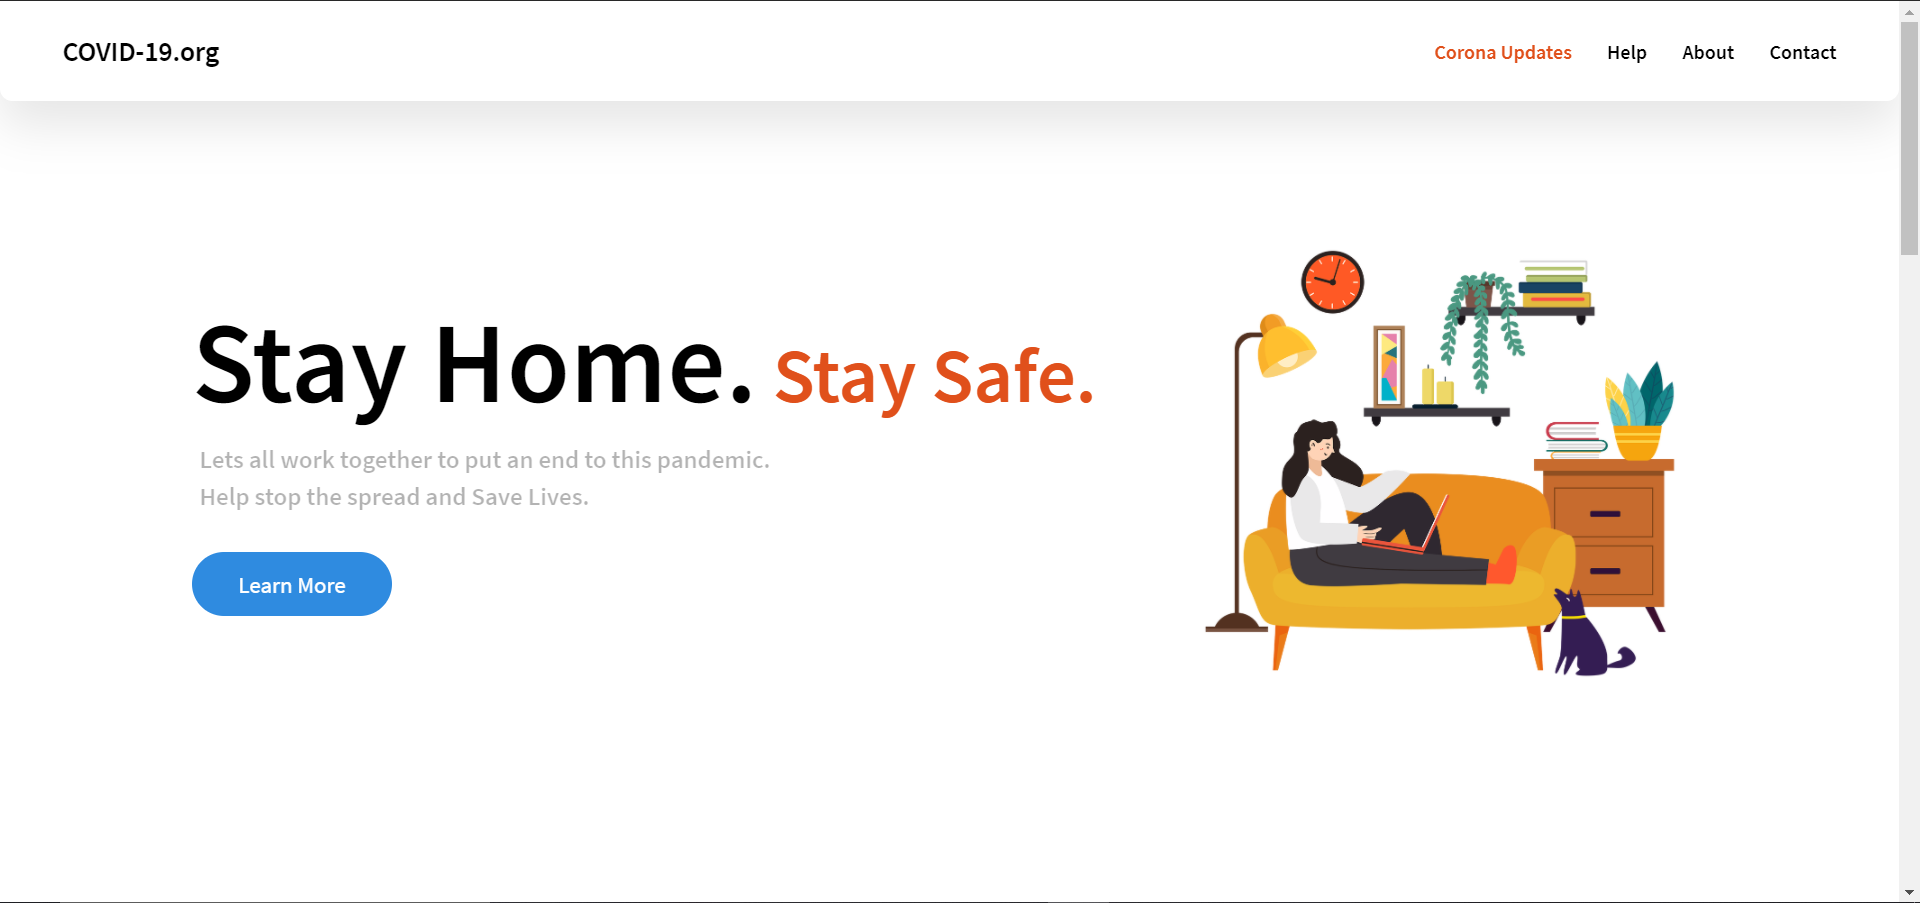 COVID-19.org
Corona Updates Help About Contact
Stay Home. Stay Safe.
Lets all work together to put an end to this pandemic.
Help stop the spread and Save Lives.
Learn More